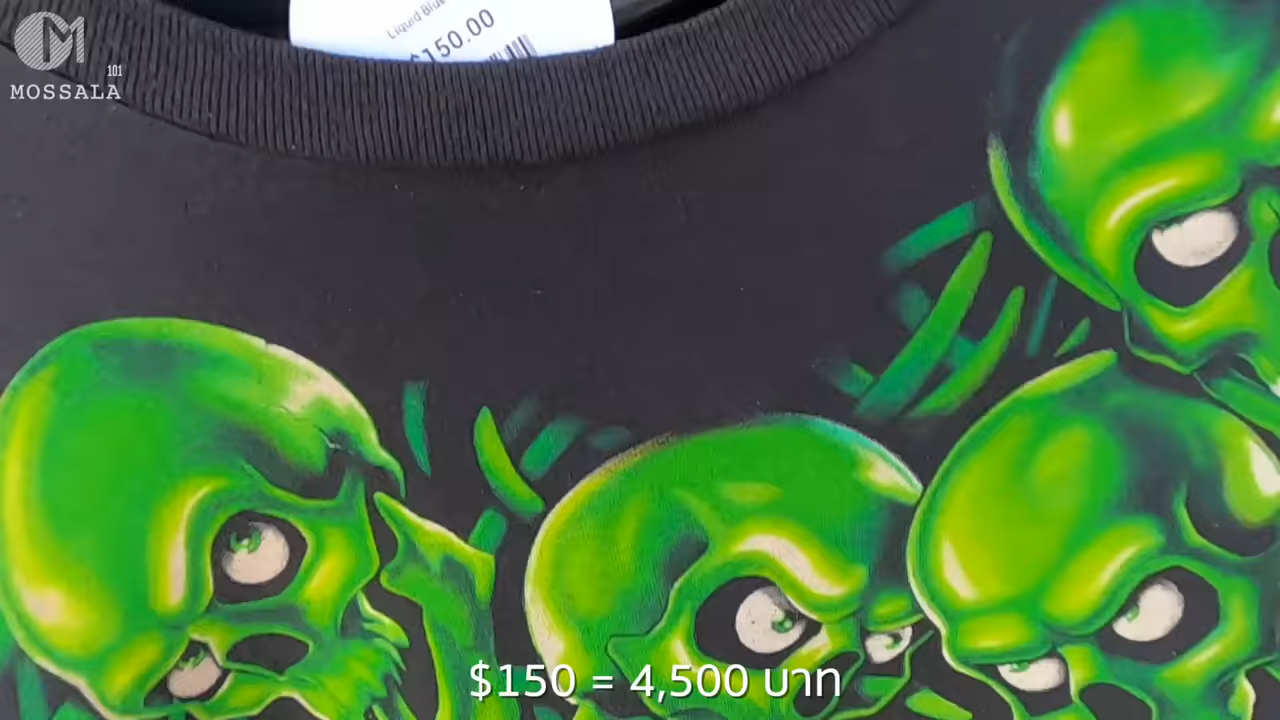 M
101
MOSSALA
Liquid Blue
$150.00
$150 = 4,500 บาท